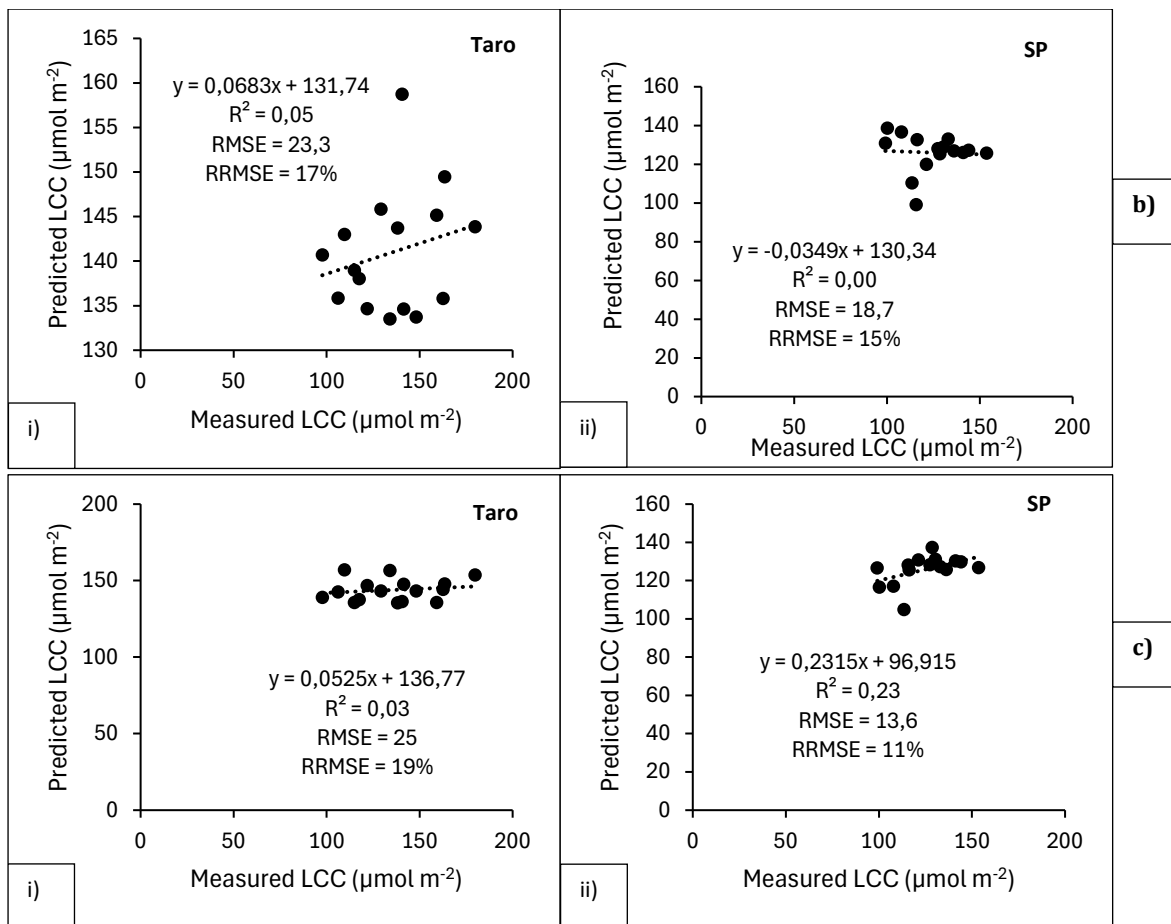 Taro
165
160
155
150
145
140
135
130
Predicted LCC (µmol m-2)
y = 0,0683x + 131,74
R2 = 0,05
RMSE = 23,3
RRMSE = 17%
0 50 100 150 200
Measured LCC (µmol m-2)
i)
SP
160
140
120
100
80
60
40
20
0
Predicted LCC (µmol m-2)
y = -0,0349x + 130,34
R2 = 0,00
RMSE = 18,7
RRMSE = 15%
0 50 100 150 200
Measured LCC (µmol m-2)
ii)
b)
Taro
200
150
100
50
0
Predicted LCC (µmol m-2)
y = 0,0525x + 136,77
R2 = 0,03
RMSE = 25
RRMSE = 19%
0 50 100 150 200
Measured LCC (µmol m-2)
i)
SP
160
140
120
100
80
60
40
20
0
Predicted LCC (µmol m-2)
y = 0,2315x + 96,915
R2 = 0,23
RMSE = 13,6
RRMSE = 11%
0 50 100 150 200
Measured LCC (µmol m-2)
ii)
c)